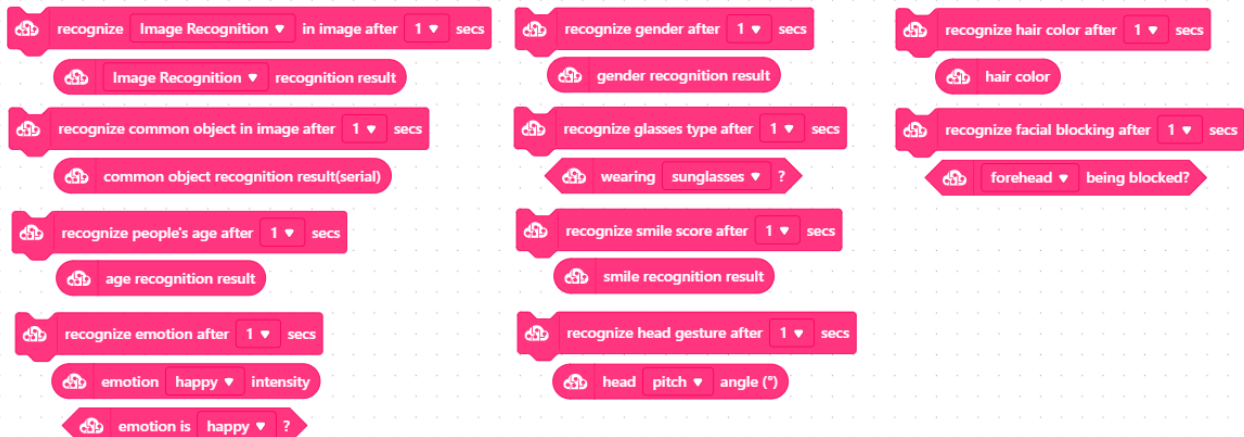 recognize Image Recognition ▼ in image after 1 ▼ secs
Image Recognition ▼ recognition result
recognize common object in image after 1 ▼ secs
common object recognition result(serial)
recognize people's age after 1 ▼ secs
age recognition result
recognize emotion after 1 ▼ secs
emotion happy ▼ intensity
emotion is happy ▼ ?
recognize gender after 1 ▼ secs
gender recognition result
recognize glasses type after 1 ▼ secs
wearing sunglasses ▼ ?
recognize smile score after 1 ▼ secs
smile recognition result
recognize head gesture after 1 ▼ secs
head pitch ▼ angle (°)
recognize hair color after 1 ▼ secs
hair color
recognize facial blocking after 1 ▼ secs
forehead ▼ being blocked?